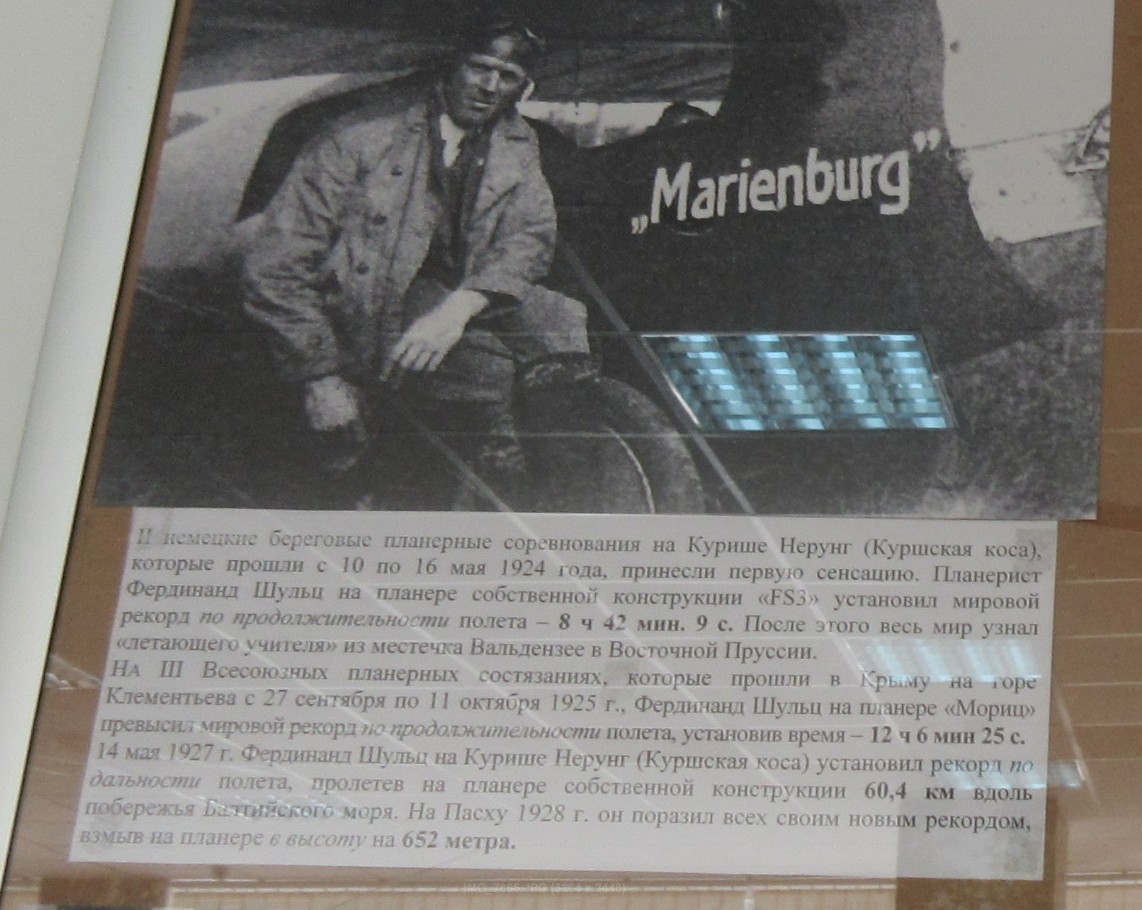 „Marienburg”
II немецкие береговые планерные соревнования на Курише Нерунг (Куршская коса),
которые прошли с 10 по 16 мая 1924 года, принесли первую сенсацию. Планерист
Фердинанд Шульц на планере собственной конструкции «FS3» установил мировой
рекорд по продолжительности полета – 8 ч 42 мин. 9 с. После этого весь мир узнал
«летающего учителя» из местечка Вальдензее в Восточной Пруссии.
На III Всесоюзных планерных состязаниях, которые прошли в Крыму на горе
Клементьева с 27 сентября по 11 октября 1925 г., Фердинанд Шульц на планере «Мориц»
превысил мировой рекорд по продолжительности полета, установив время – 12 ч 6 мин 25 с.
14 мая 1927 г. Фердинанд Шульц на Курише Нерунг (Куршская коса) установил рекорд по
дальности полета, пролетев на планере собственной конструкции 60,4 км вдоль
побережья Балтийского моря. На Пасху 1928 г. он поразил всех своим новым рекордом,
взмыв на планере в высоту на 652 метра.